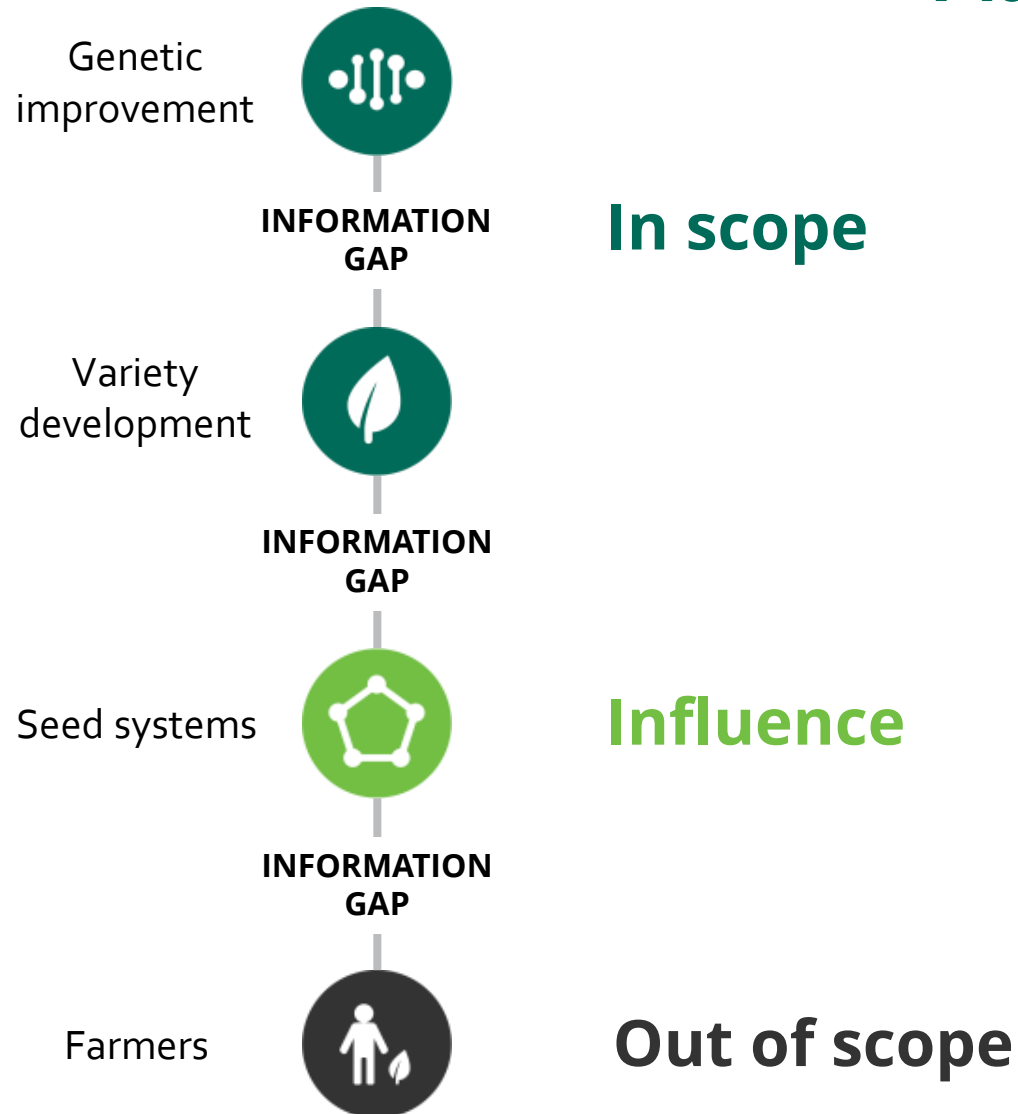 Genetic
improvement
INFORMATION
GAP
In scope
Variety
development
INFORMATION
GAP
Seed systems
Influence
INFORMATION
GAP
Farmers
Out of scope